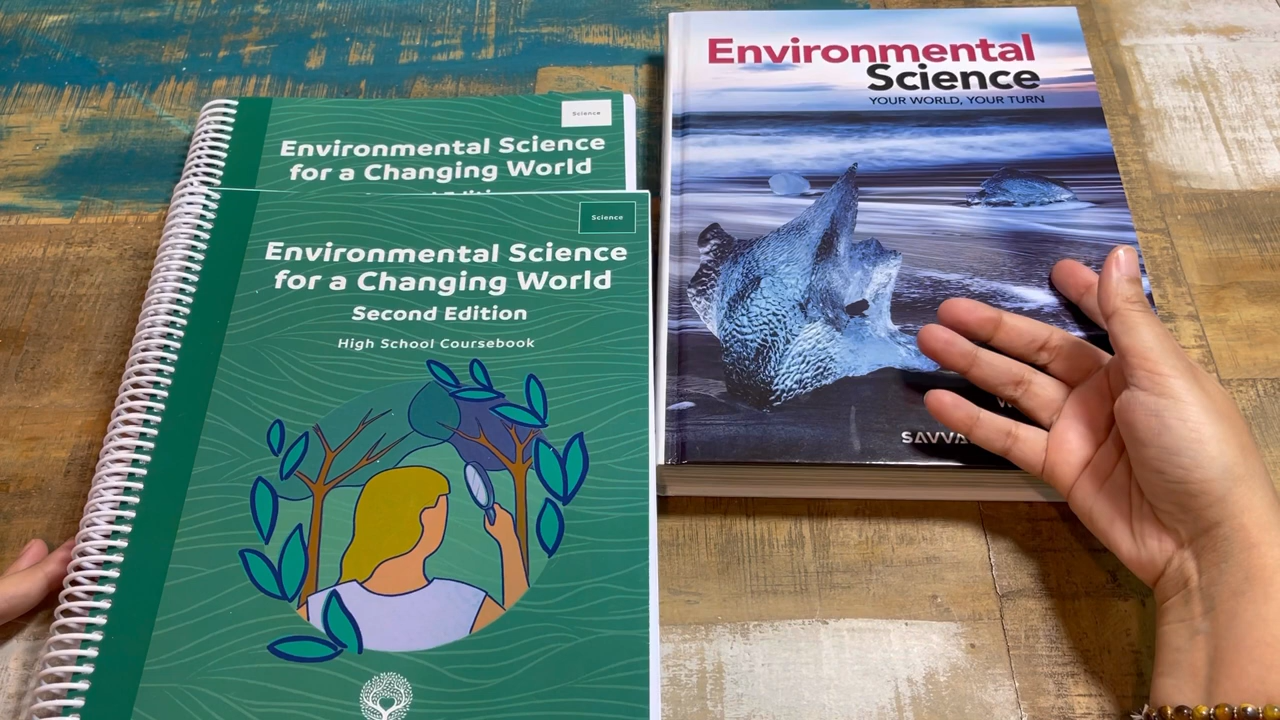 Science
Environmental Science
for a Changing World
Science
Environmental Science
for a Changing World
Second Edition
High School Coursebook
Environmental
Science
YOUR WORLD, YOUR TURN